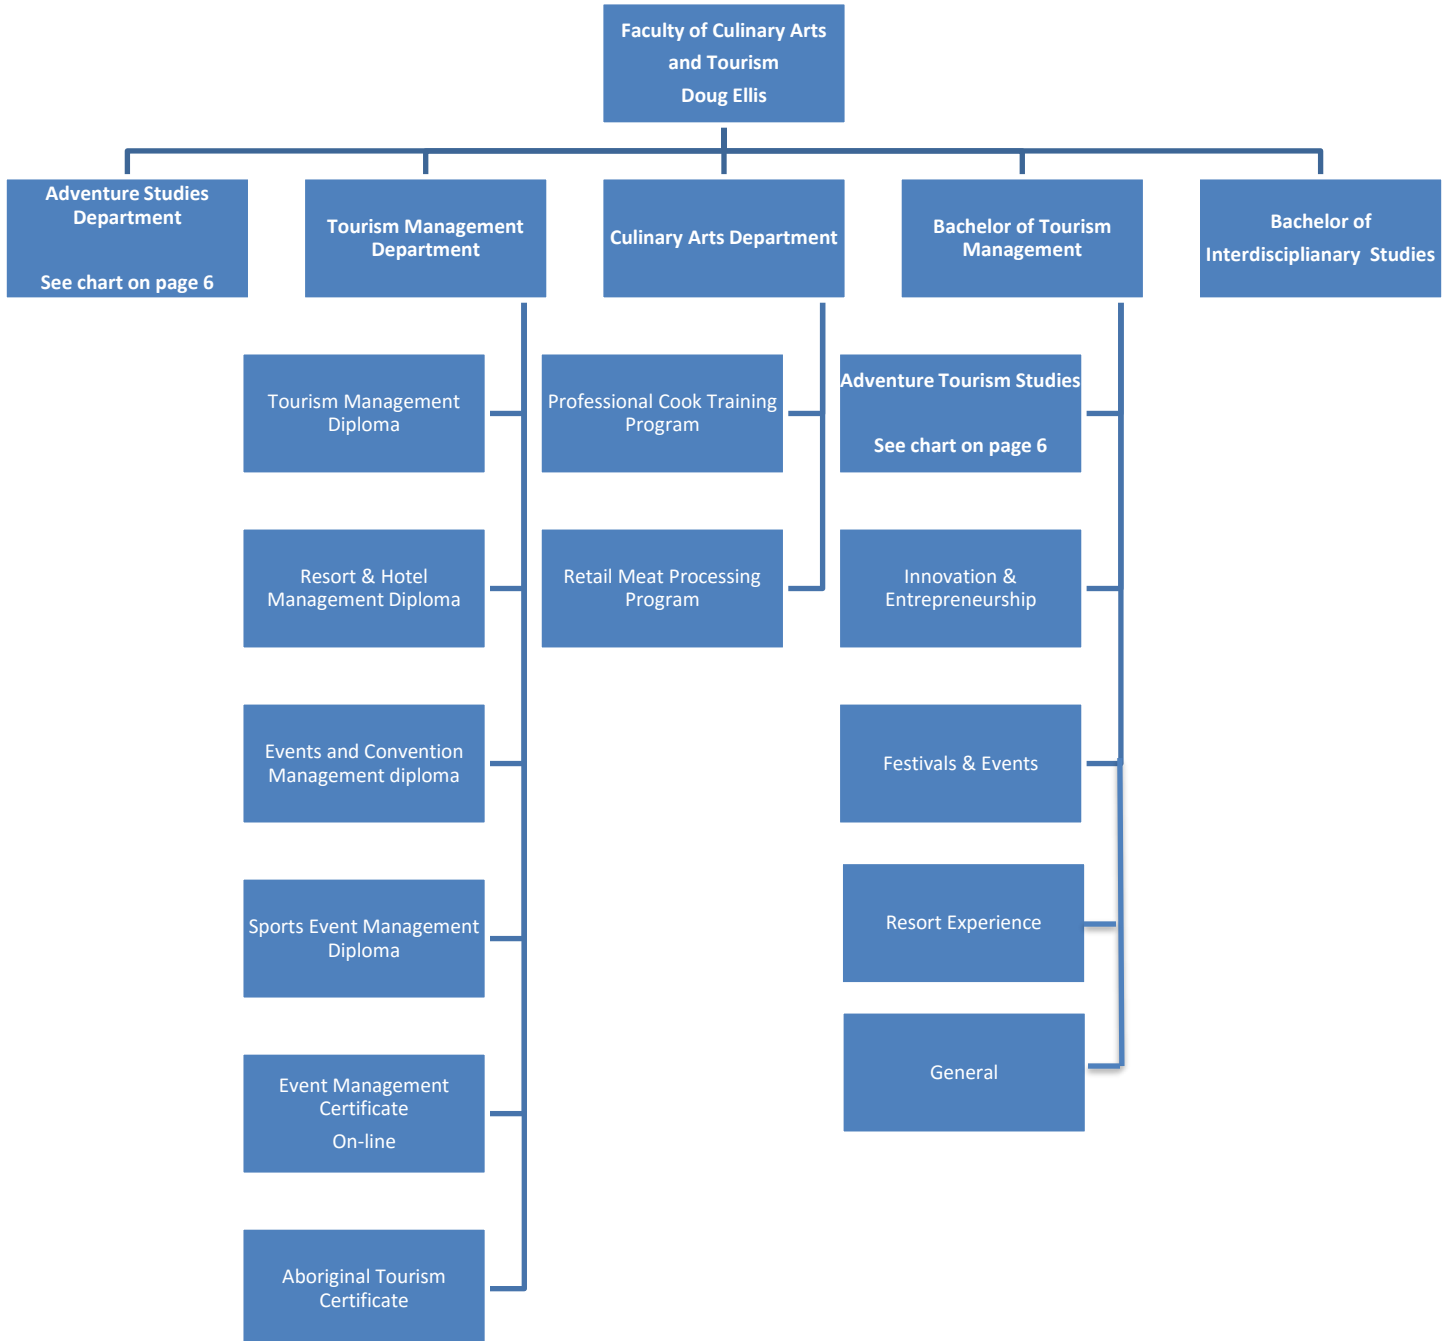 Faculty of Culinary Arts
and Tourism
Doug Ellis
Adventure Studies
Department
See chart on page 6
Tourism Management
Department
Culinary Arts Department
Bachelor of Tourism
Management
Bachelor of
Interdisciplianary Studies
Tourism Management
Diploma
Resort & Hotel
Management Diploma
Events and Convention
Management diploma
Sports Event Management
Diploma
Event Management
Certificate
On-line
Aboriginal Tourism
Certificate
Professional Cook Training
Program
Retail Meat Processing
Program
Adventure Tourism Studies
See chart on page 6
Innovation &
Entrepreneurship
Festivals & Events
Resort Experience
General